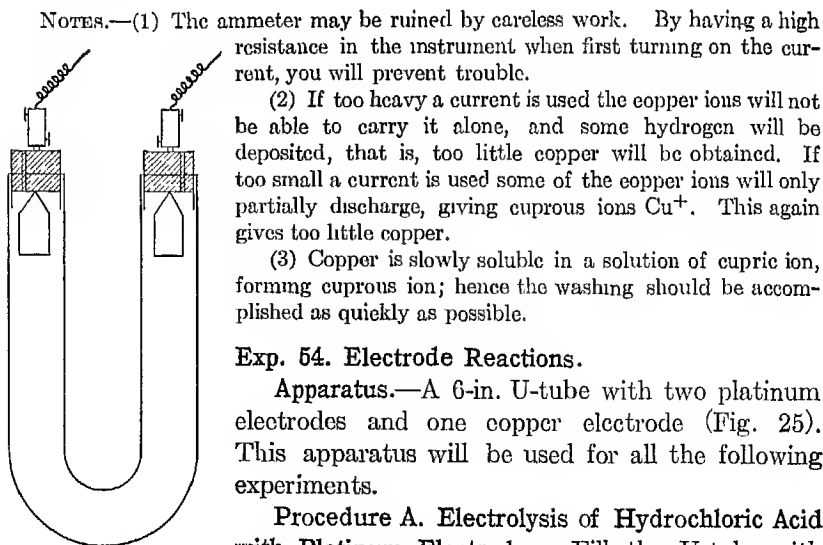 NOTES.—(1) The ammeter may be ruined by careless work. By having a high
resistance in the instrument when first turning on the cur-
rent, you will prevent trouble.
(2) If too heavy a current is used the copper ions will not
be able to carry it alone, and some hydrogen will be
deposited, that is, too little copper will be obtained. If
too small a current is used some of the copper ions will only
partially discharge, giving cuprous ions Cu+. This again
gives too little copper.
(3) Copper is slowly soluble in a solution of cupric ion,
forming cuprous ion; hence the washing should be accom-
plished as quickly as possible.
Exp. 54. Electrode Reactions.
Apparatus.—A 6-in. U-tube with two platinum
electrodes and one copper electrode (Fig. 25).
This apparatus will be used for all the following
experiments.
Procedure A. Electrolysis of Hydrochloric Acid
with Platinum Electrodes.—Fill the U-tube with